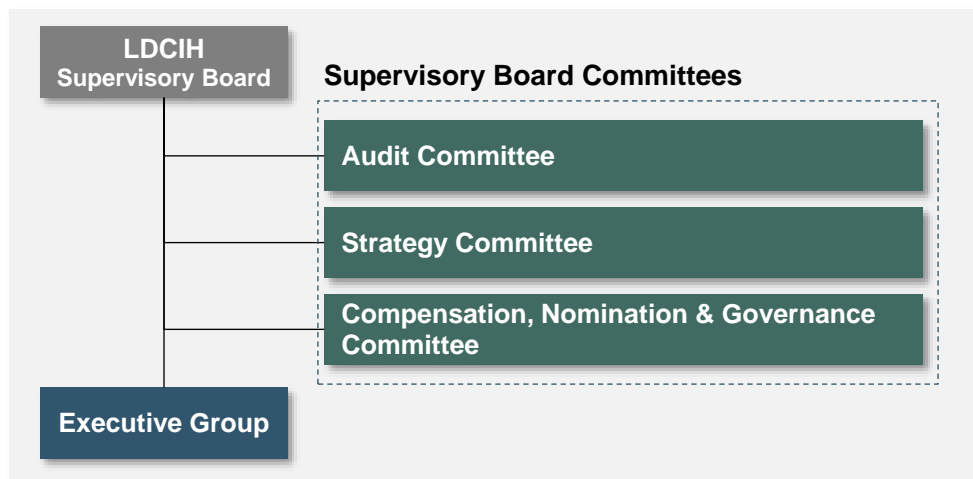 LDCIH
Supervisory Board
Supervisory Board Committees
Audit Committee
Strategy Committee
Compensation, Nomination & Governance
Committee
Executive Group